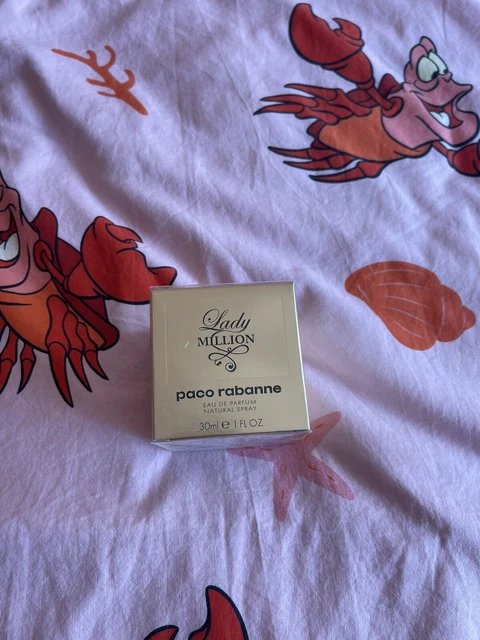 Lady
MILLION
paco rabanne
EAU DE PARFUM
NATURAL SPRAY
30ml ℮ 1 FL OZ